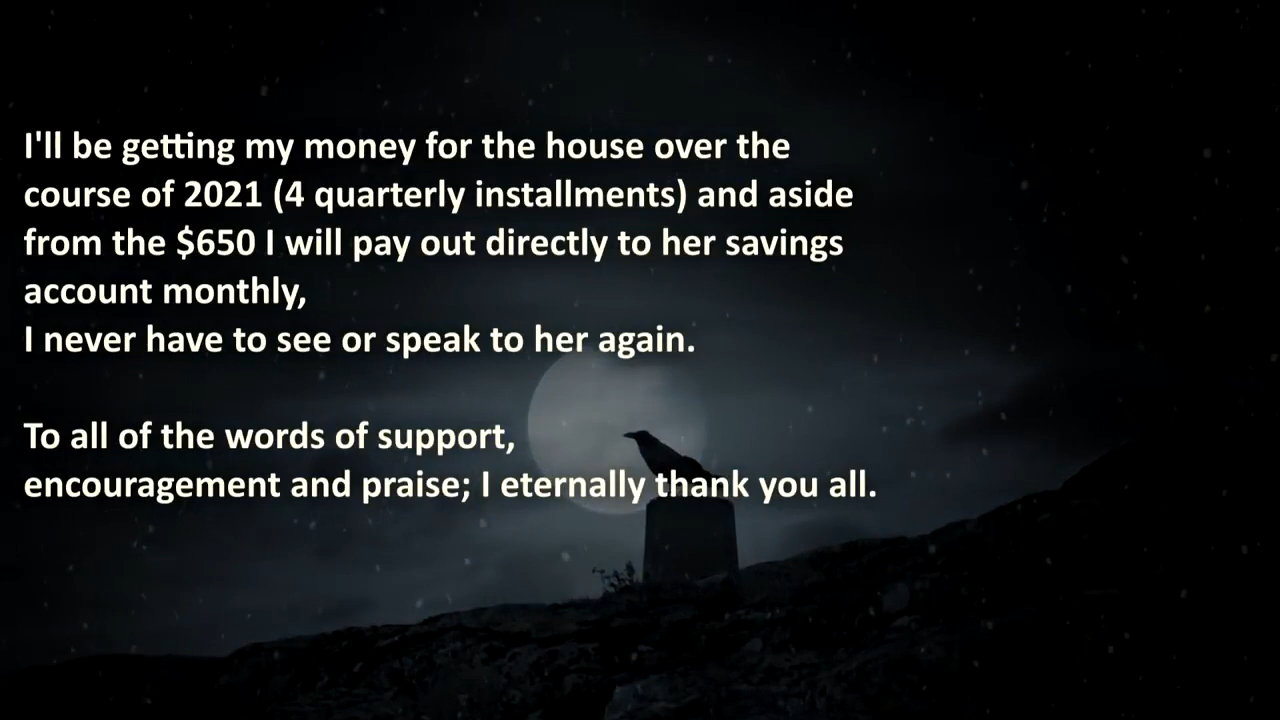 I'll be getting my money for the house over the
course of 2021 (4 quarterly installments) and aside
from the $650 I will pay out directly to her savings
account monthly,
I never have to see or speak to her again.
To all of the words of support,
encouragement and praise; I eternally thank you all.